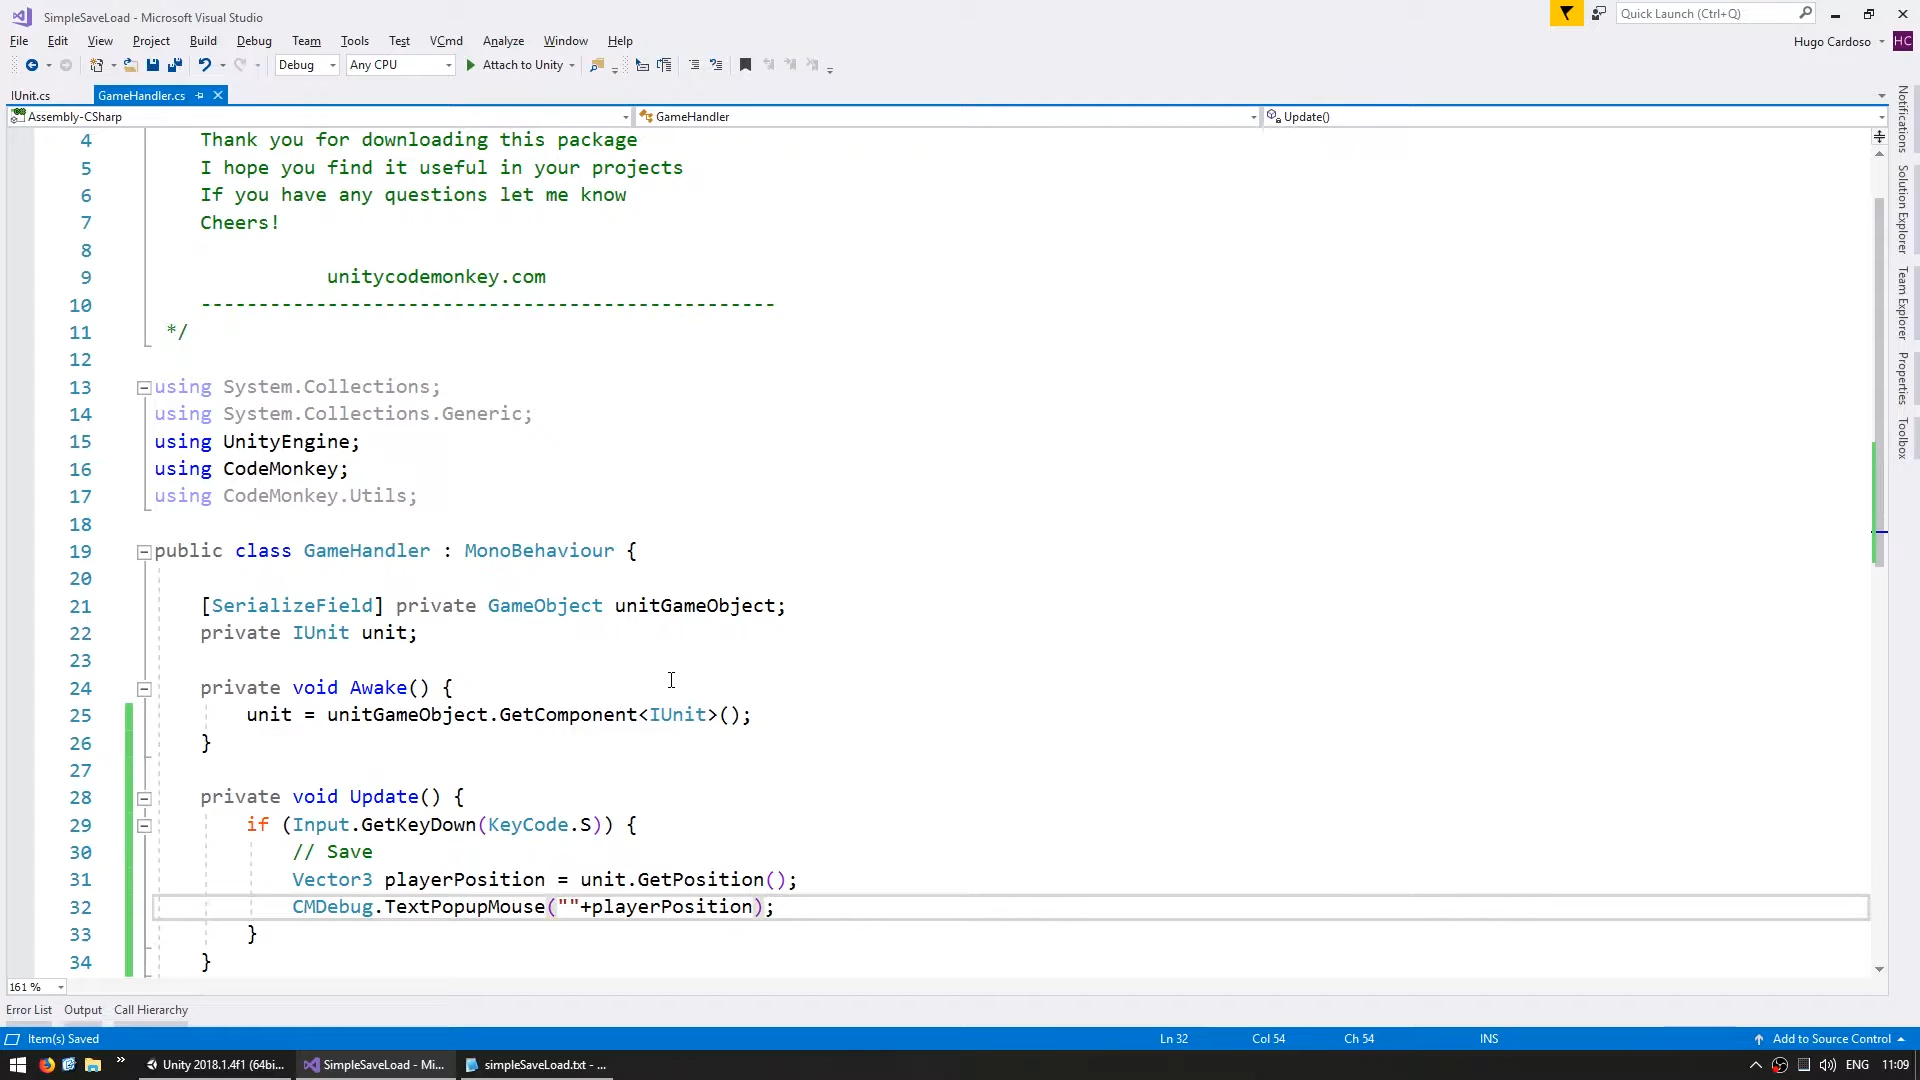 SimpleSaveLoad - Microsoft Visual Studio
Quick Launch (Ctrl+Q)
File Edit View Project Build Debug Team Tools Test VCmd Analyze Window Help
Hugo Cardoso HC
Debug Any CPU Attach to Unity
IUnit.cs GameHandler.cs
Assembly-CSharp GameHandler Update()
4 Thank you for downloading this package
5 I hope you find it useful in your projects
6 If you have any questions let me know
7 Cheers!
8
9 unitycodemonkey.com
10 --------------------------------------------------
11 */
12
13 using System.Collections;
14 using System.Collections.Generic;
15 using UnityEngine;
16 using CodeMonkey;
17 using CodeMonkey.Utils;
18
19 public class GameHandler : MonoBehaviour {
20
21 [SerializeField] private GameObject unitGameObject;
22 private IUnit unit;
23
24 private void Awake() {
25 unit = unitGameObject.GetComponent<IUnit>();
26 }
27
28 private void Update() {
29 if (Input.GetKeyDown(KeyCode.S)) {
30 // Save
31 Vector3 playerPosition = unit.GetPosition();
32 CMDebug.TextPopupMouse(""+playerPosition);
33 }
34 }
Notifications
Solution Explorer
Team Explorer
Properties
Toolbox
161 %
Error List Output Call Hierarchy
Item(s) Saved Ln 32 Col 54 Ch 54 INS Add to Source Control
Unity 2018.1.4f1 (64bi... SimpleSaveLoad - Mi... simpleSaveLoad.txt - ... ENG 11:09